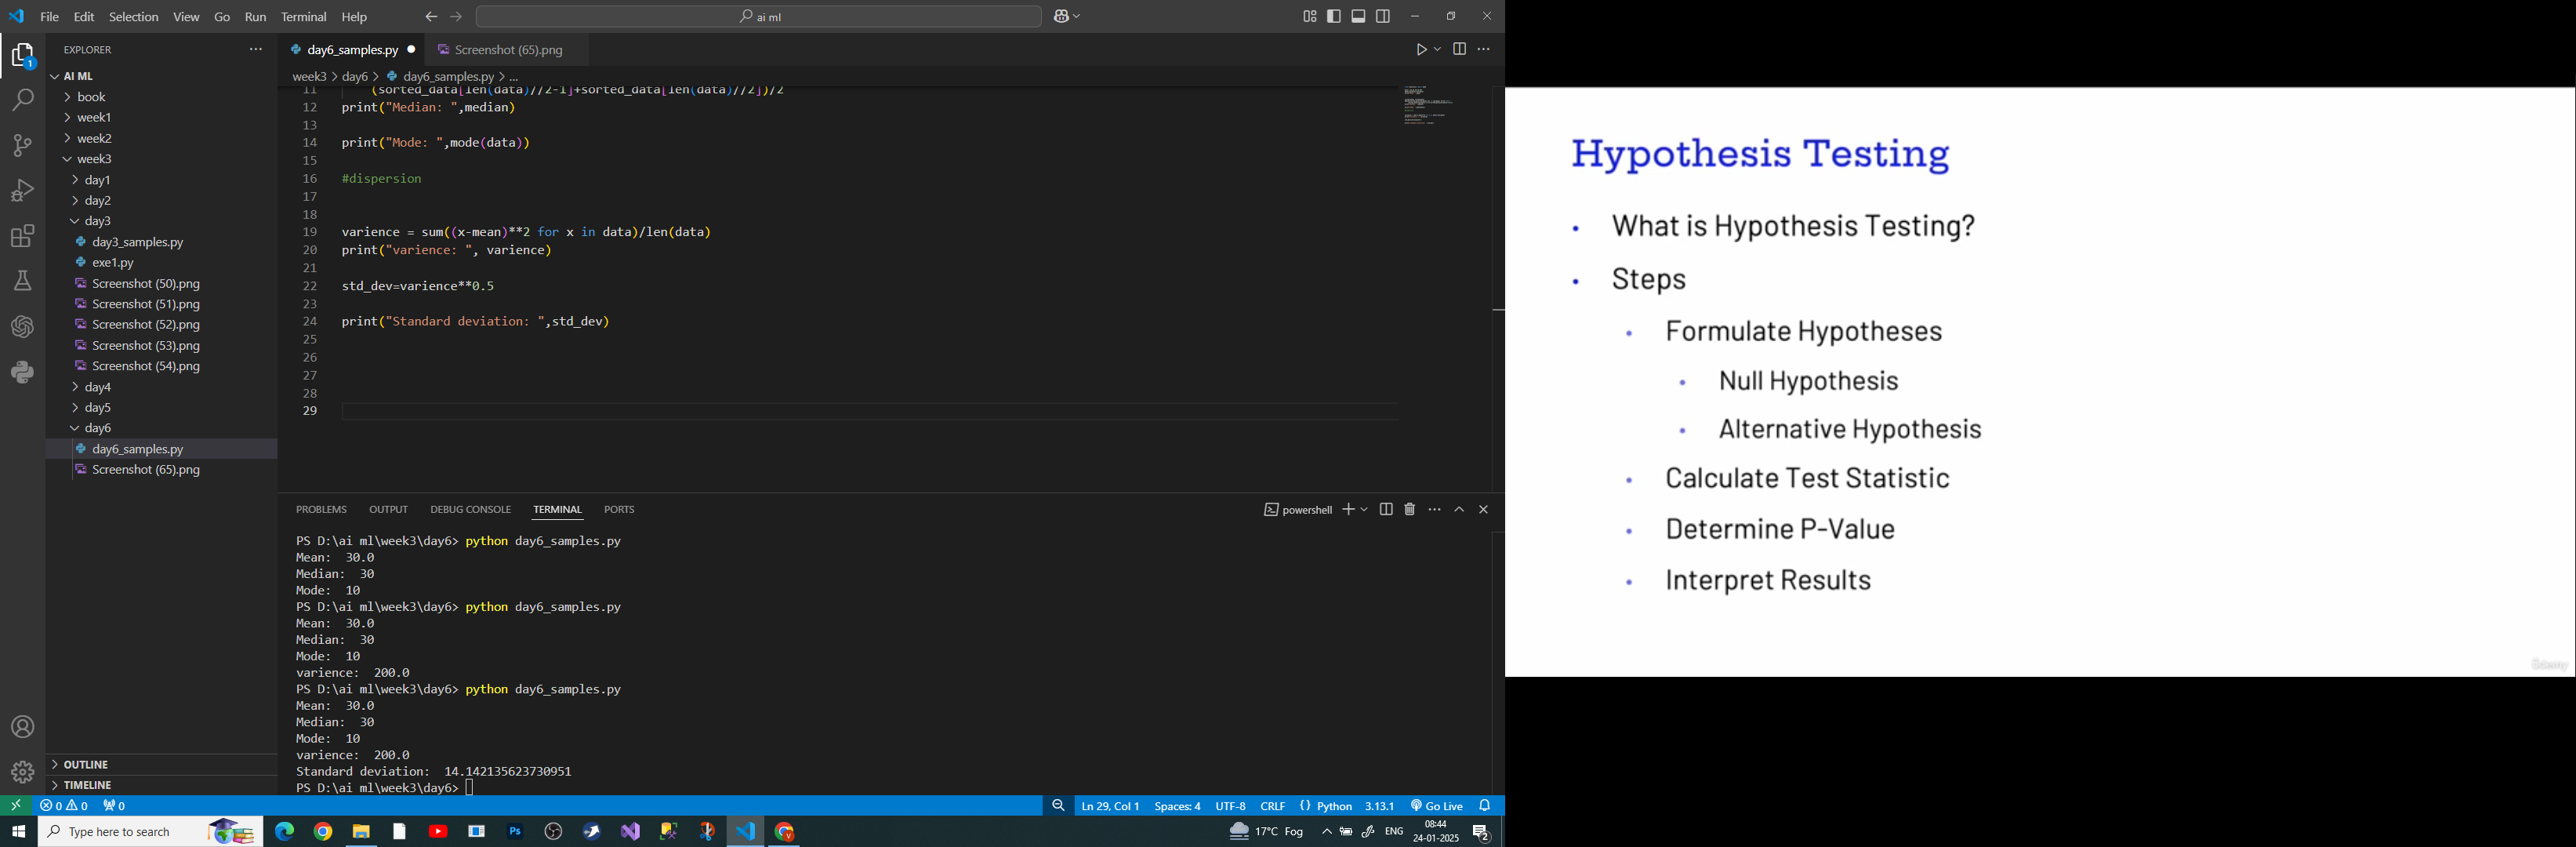 File Edit Selection View Go Run Terminal Help
ai ml
EXPLORER
AI ML
book
week1
week2
week3
day1
day2
day3
day3_samples.py
exe1.py
Screenshot (50).png
Screenshot (51).png
Screenshot (52).png
Screenshot (53).png
Screenshot (54).png
day4
day5
day6
day6_samples.py
Screenshot (65).png
OUTLINE
TIMELINE
day6_samples.py
Screenshot (65).png
week3 > day6 > day6_samples.py > ...
11 (sorted_data[len(data)//2-1]+sorted_data[len(data)//2])/2
12 print("Median: ",median)
13
14 print("Mode: ",mode(data))
15
16 #dispersion
17
18
19 varience = sum((x-mean)**2 for x in data)/len(data)
20 print("varience: ", varience)
21
22 std_dev=varience**0.5
23
24 print("Standard deviation: ",std_dev)
25
26
27
28
29
PROBLEMS OUTPUT DEBUG CONSOLE TERMINAL PORTS
powershell
PS D:\ai ml\week3\day6> python day6_samples.py
Mean: 30.0
Median: 30
Mode: 10
PS D:\ai ml\week3\day6> python day6_samples.py
Mean: 30.0
Median: 30
Mode: 10
varience: 200.0
PS D:\ai ml\week3\day6> python day6_samples.py
Mean: 30.0
Median: 30
Mode: 10
varience: 200.0
Standard deviation: 14.142135623730951
PS D:\ai ml\week3\day6>
0 0 0
Ln 29, Col 1 Spaces: 4 UTF-8 CRLF {} Python 3.13.1 Go Live
Type here to search
Ps
17°C Fog
ENG
08:44
24-01-2025
2
Hypothesis Testing
• What is Hypothesis Testing?
• Steps
• Formulate Hypotheses
• Null Hypothesis
• Alternative Hypothesis
• Calculate Test Statistic
• Determine P-Value
• Interpret Results
Udemy